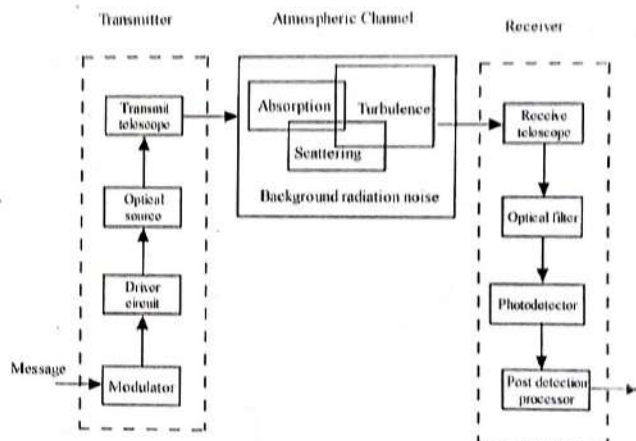 Transmitter
Atmospheric Channel
Receiver
Transmit
telescope
Absorption
Turbulence
Scattering
Background radiation noise
Receive
telescope
Optical
source
Optical filter
Driver
circuit
Photodetector
Message
Modulator
Post detection
processor